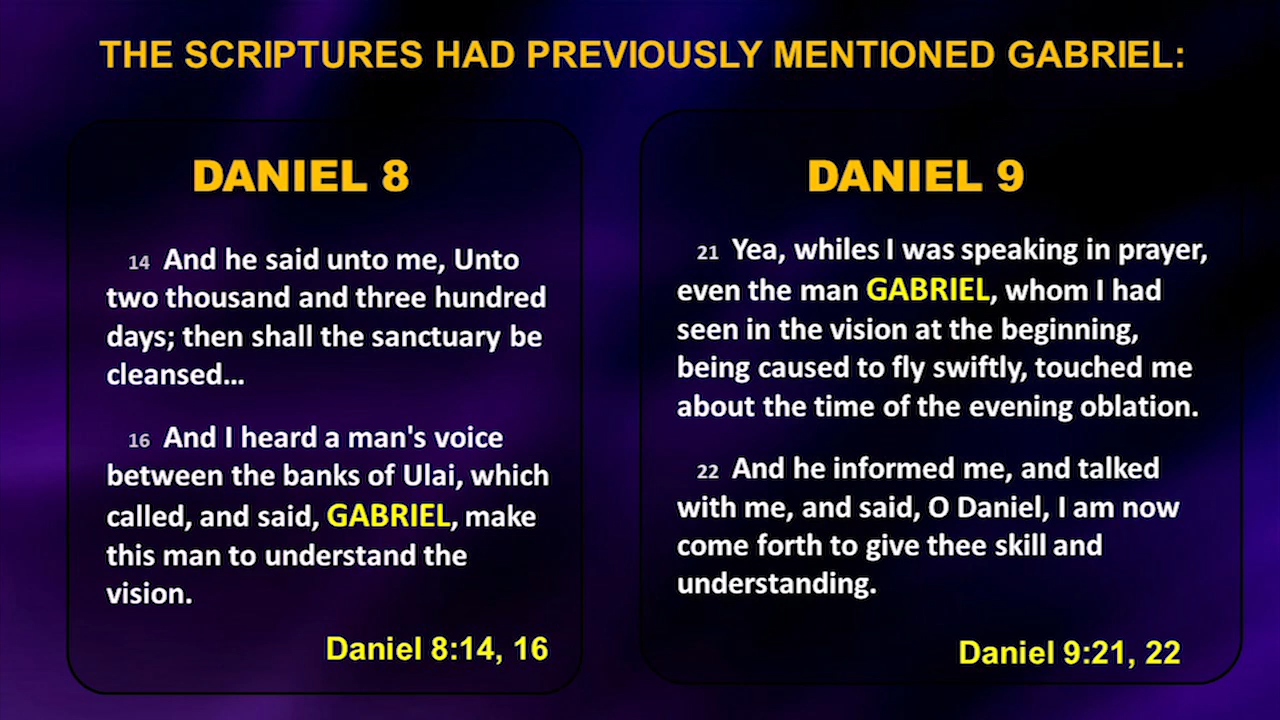 THE SCRIPTURES HAD PREVIOUSLY MENTIONED GABRIEL:
DANIEL 8
14 And he said unto me, Unto
two thousand and three hundred
days; then shall the sanctuary be
cleansed...
16 And I heard a man's voice
between the banks of Ulai, which
called, and said, GABRIEL, make
this man to understand the
vision.
Daniel 8:14, 16
DANIEL 9
21 Yea, whiles I was speaking in prayer,
even the man GABRIEL, whom I had
seen in the vision at the beginning,
being caused to fly swiftly, touched me
about the time of the evening oblation.
22 And he informed me, and talked
with me, and said, O Daniel, I am now
come forth to give thee skill and
understanding.
Daniel 9:21, 22